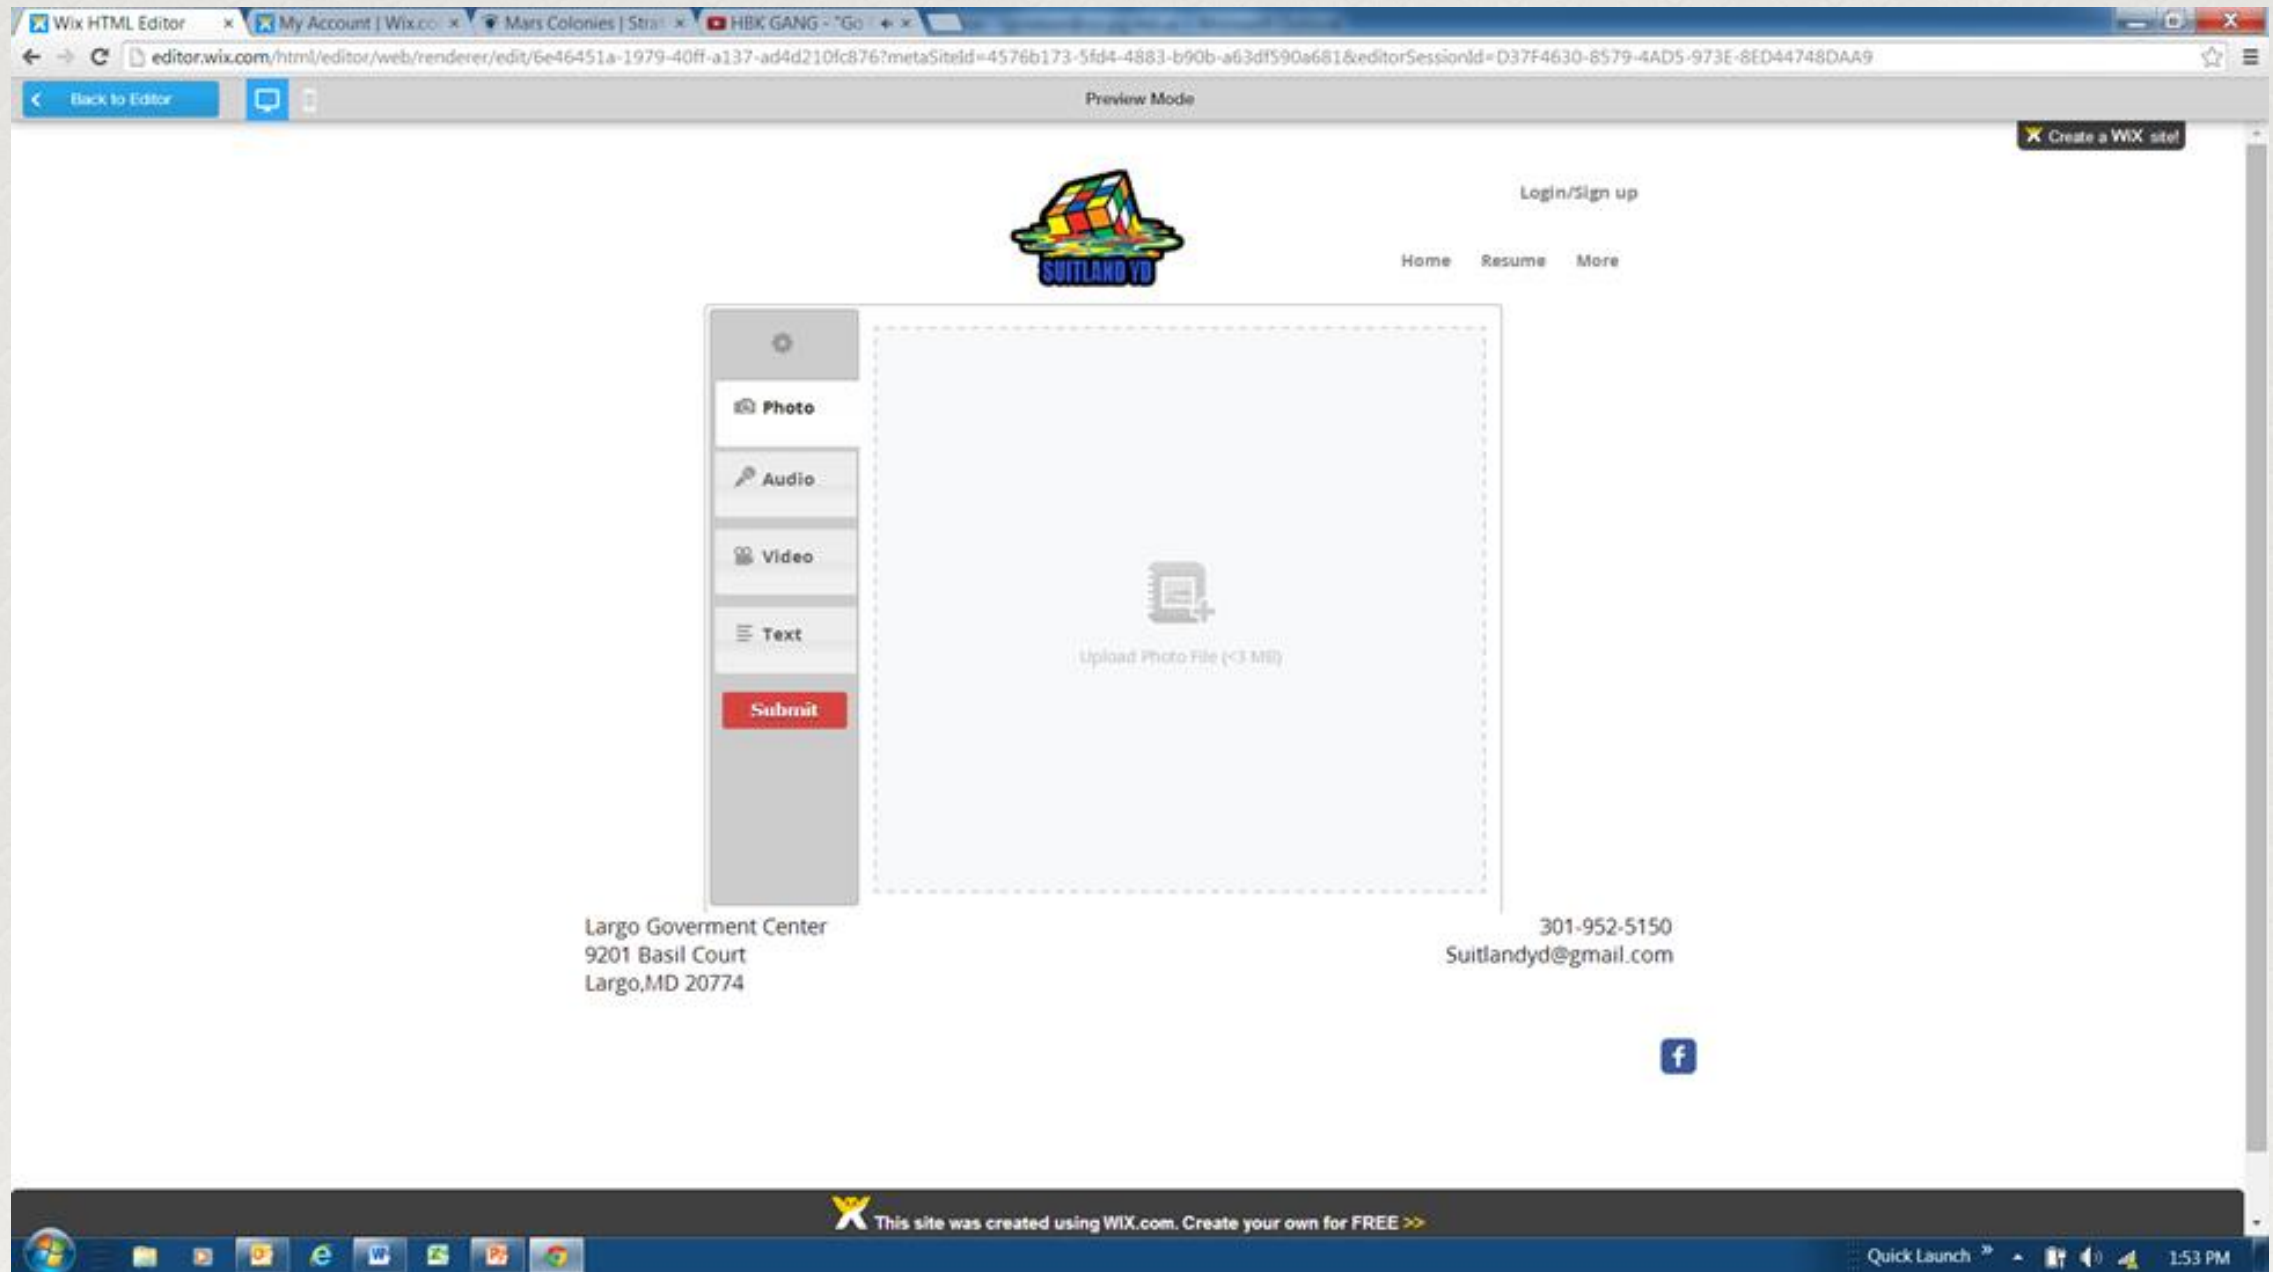 Wix HTML Editor
My Account | Wix.co
Mars Colonies | Stra
HBK GANG - "Go
editor.wix.com/html/editor/web/renderer/edit/6e46451a-1979-40ff-a137-ad4d210fc876?metaSiteId=4576b173-5fd4-4883-b90b-a63df590a681&editorSessionId=D37F4630-8579-4AD5-973E-8ED44748DAA9
Back to Editor
Preview Mode
Create a WiX site!
SUITLAND YD
Login/Sign up
Home Resume More
Photo
Audio
Video
Text
Submit
Upload Photo File (<3 MB)
Largo Goverment Center
9201 Basil Court
Largo,MD 20774
301-952-5150
Suitlandyd@gmail.com
f
This site was created using WIX.com. Create your own for FREE >>
Quick Launch »
1:53 PM